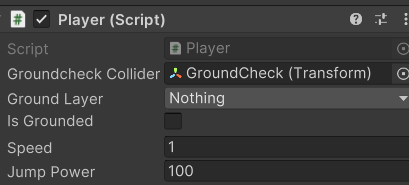 Player (Script)
Script Player
Groundcheck Collider GroundCheck (Transform)
Ground Layer Nothing
Is Grounded
Speed 1
Jump Power 100